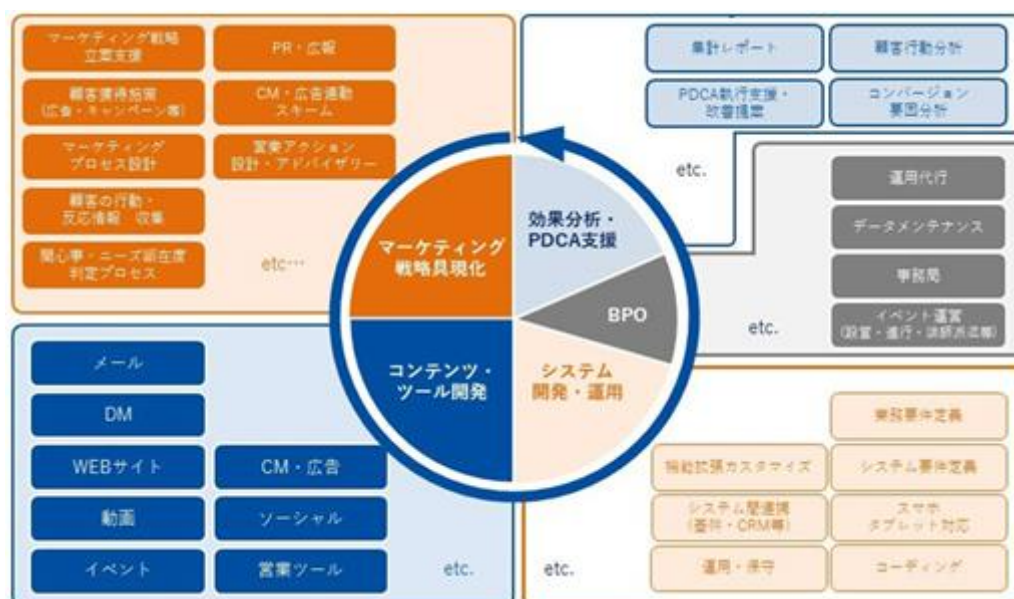 マーケティング戦略
立案支援
PR・広報
顧客獲得施策
(広告・キャンペーン等)
CM・広告連動
スキーム
マーケティング
プロセス設計
営業アクション
設計・アドバイザリー
顧客の行動・
反応情報 収集
関心事・ニーズ顕在度
判定プロセス
etc…
集計レポート
顧客行動分析
PDCA執行支援・
改善提案
コンバージョン
要因分析
etc.
運用代行
データメンテナンス
事務局
イベント運営
(設営・進行・講師派遣等)
etc.
マーケティング
戦略具現化
効果分析・
PDCA支援
BPO
コンテンツ・
ツール開発
システム
開発・運用
メール
DM
WEBサイト
CM・広告
動画
ソーシャル
イベント
営業ツール
etc.
業務要件定義
機能拡張カスタマイズ
システム要件定義
システム間連携
(基幹・CRM等)
スマホ
タブレット対応
運用・保守
コーディング
etc.